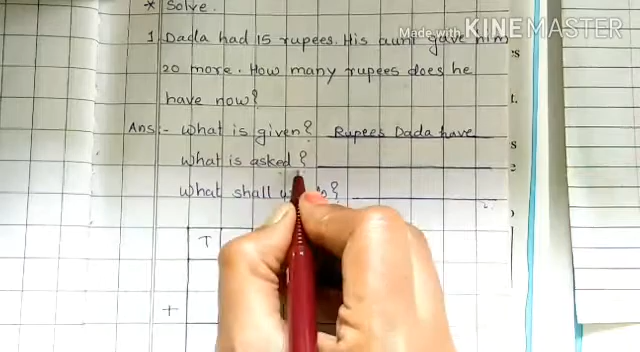 * Solve.
Made With KINEMASTER
1 Dada had 15 rupees. His aunt gave him
20 more. How many rupees does he
have now?
Ans:- What is given? Rupees Dada have
What is asked?
What shall
T
+